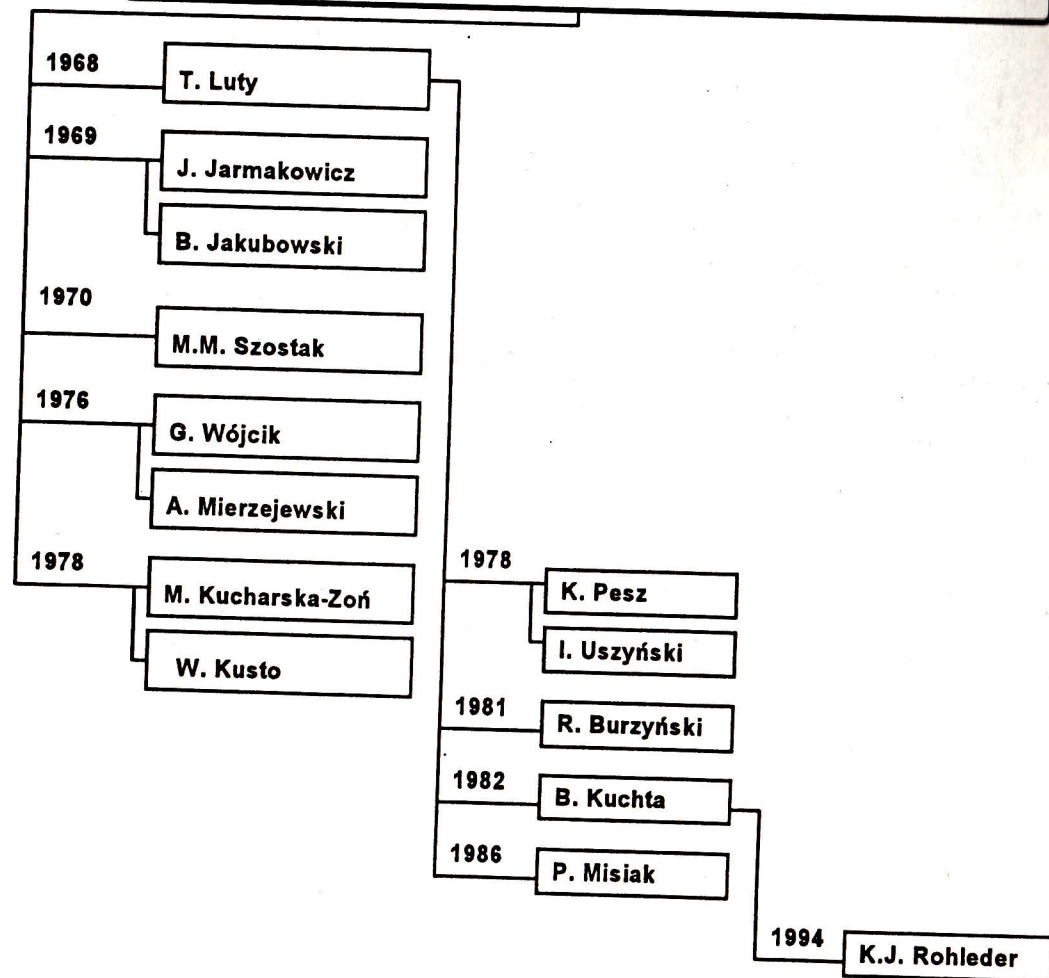 1968
T. Luty
1969
J. Jarmakowicz
B. Jakubowski
1970
M.M. Szostak
1976
G. Wójcik
A. Mierzejewski
1978
M. Kucharska-Zoń
W. Kusto
1978
K. Pesz
I. Uszyński
1981
R. Burzyński
1982
B. Kuchta
1986
P. Misiak
1994
K.J. Rohleder